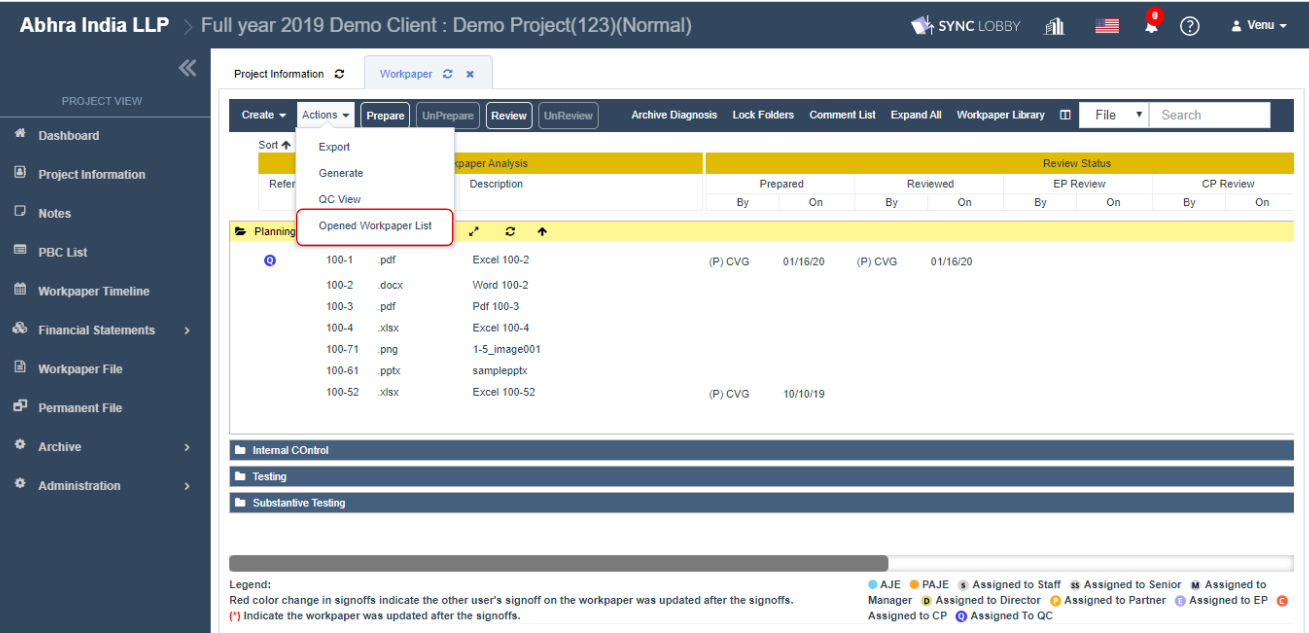 Abhra India LLP > Full year 2019 Demo Client : Demo Project(123)(Normal) SYNC LOBBY 0 ? Venu
Project Information Workpaper x
PROJECT VIEW
Dashboard
Project Information
Notes
PBC List
Workpaper Timeline
Financial Statements >
Workpaper File
Permanent File
Archive >
Administration >
Create Actions Prepare UnPrepare Review UnReview Archive Diagnosis Lock Folders Comment List Expand All Workpaper Library File Search
Export
Generate
QC View
Opened Workpaper List
Sort
kpaper Analysis Review Status
Refer Description Prepared Reviewed EP Review CP Review
By On By On By On By On
Planning
Q 100-1 .pdf Excel 100-2 (P) CVG 01/16/20 (P) CVG 01/16/20
100-2 .docx Word 100-2
100-3 .pdf Pdf 100-3
100-4 .xlsx Excel 100-4
100-71 .png 1-5_image001
100-61 .pptx samplepptx
100-52 .xlsx Excel 100-52 (P) CVG 10/10/19
Internal COntrol
Testing
Substantive Testing
Legend:
Red color change in signoffs indicate the other user's signoff on the workpaper was updated after the signoffs.
(*) Indicate the workpaper was updated after the signoffs.
AJE PAJE S Assigned to Staff SS Assigned to Senior M Assigned to
Manager D Assigned to Director P Assigned to Partner E Assigned to EP C
Assigned to CP Q Assigned To QC